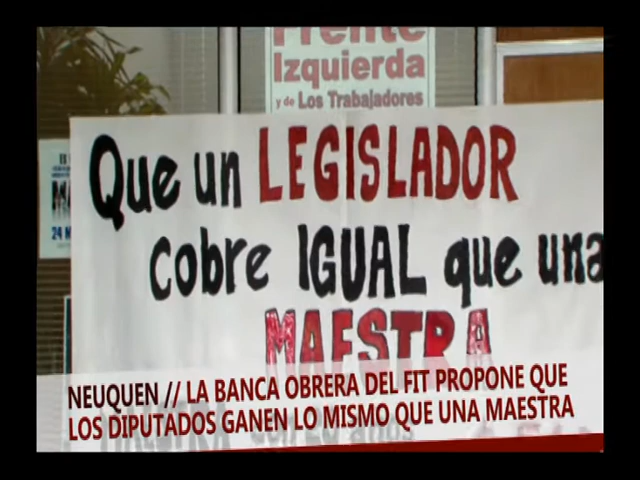 Frente
Izquierda
y de Los Trabajadores
Que un LEGISLADOR
cobre IGUAL que una
MAESTRA
24
NEUQUEN // LA BANCA OBRERA DEL FIT PROPONE QUE
LOS DIPUTADOS GANEN LO MISMO QUE UNA MAESTRA